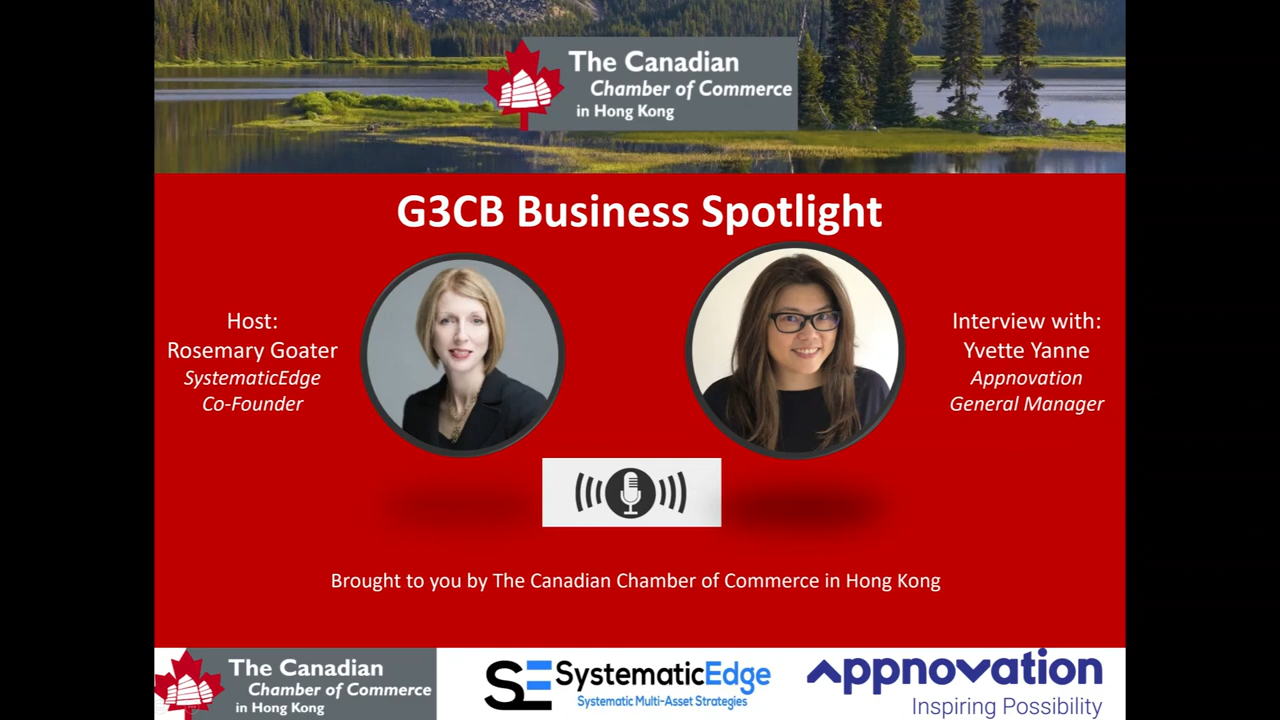 The Canadian
Chamber of Commerce
in Hong Kong
G3CB Business Spotlight
Host:
Rosemary Goater
SystematicEdge
Co-Founder
Interview with:
Yvette Yanne
Appnovation
General Manager
Brought to you by The Canadian Chamber of Commerce in Hong Kong
The Canadian
Chamber of Commerce
in Hong Kong
SE SystematicEdge
Systematic Multi-Asset Strategies
Appnovation
Inspiring Possibility